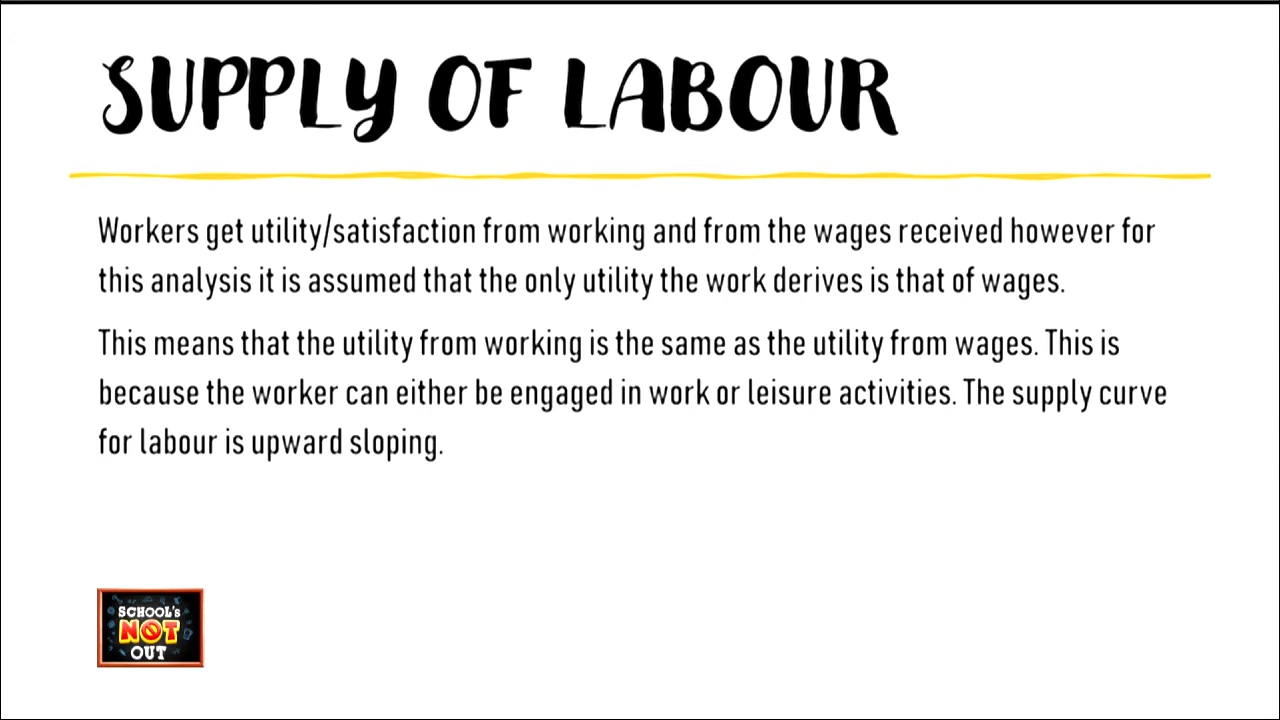 SUPPLY OF LABOUR
Workers get utility/satisfaction from working and from the wages received however for
this analysis it is assumed that the only utility the work derives is that of wages.
This means that the utility from working is the same as the utility from wages. This is
because the worker can either be engaged in work or leisure activities. The supply curve
for labour is upward sloping.
SCHOOL'S
NOT
OUT